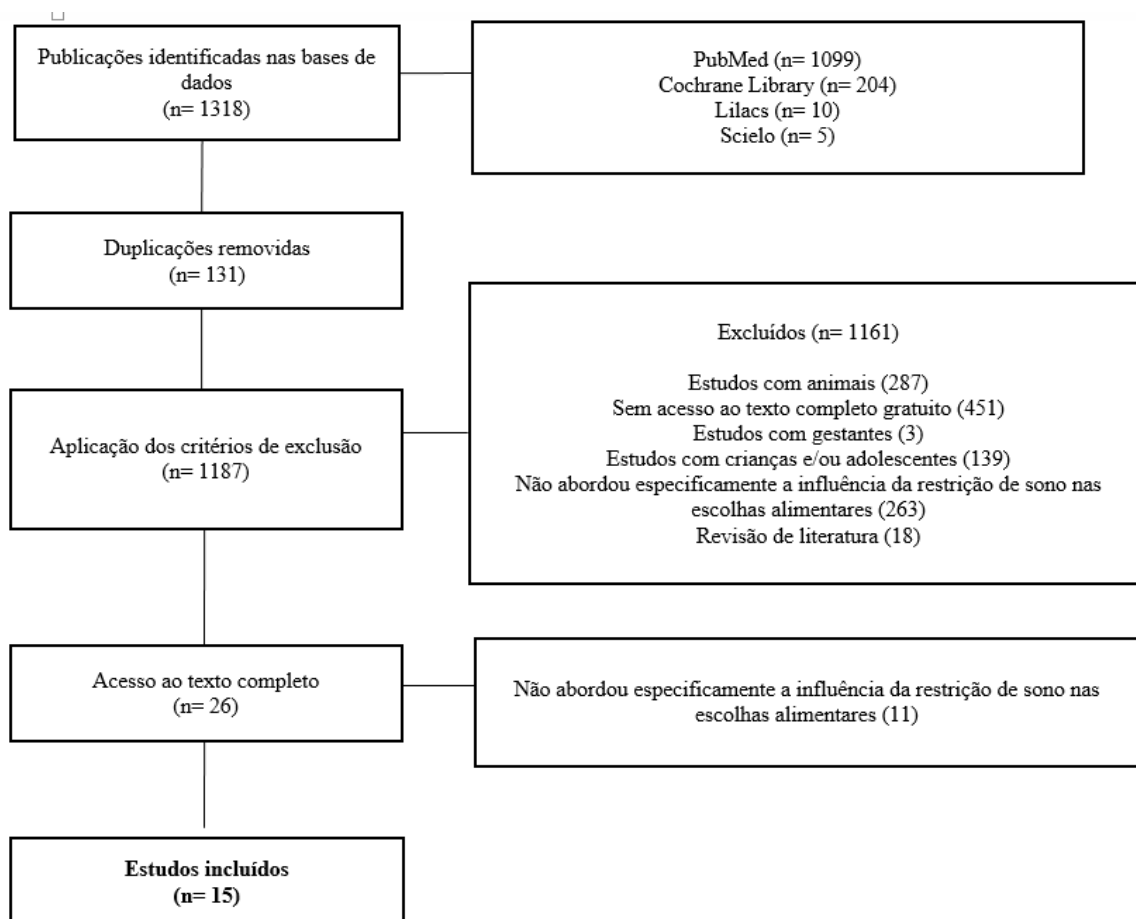 Publicações identificadas nas bases de
dados
(n= 1318)
PubMed (n= 1099)
Cochrane Library (n= 204)
Lilacs (n= 10)
Scielo (n= 5)
Duplicações removidas
(n= 131)
Aplicação dos critérios de exclusão
(n= 1187)
Excluídos (n= 1161)
Estudos com animais (287)
Sem acesso ao texto completo gratuito (451)
Estudos com gestantes (3)
Estudos com crianças e/ou adolescentes (139)
Não abordou especificamente a influência da restrição de sono nas
escolhas alimentares (263)
Revisão de literatura (18)
Acesso ao texto completo
(n= 26)
Não abordou especificamente a influência da restrição de sono nas
escolhas alimentares (11)
Estudos incluídos
(n= 15)